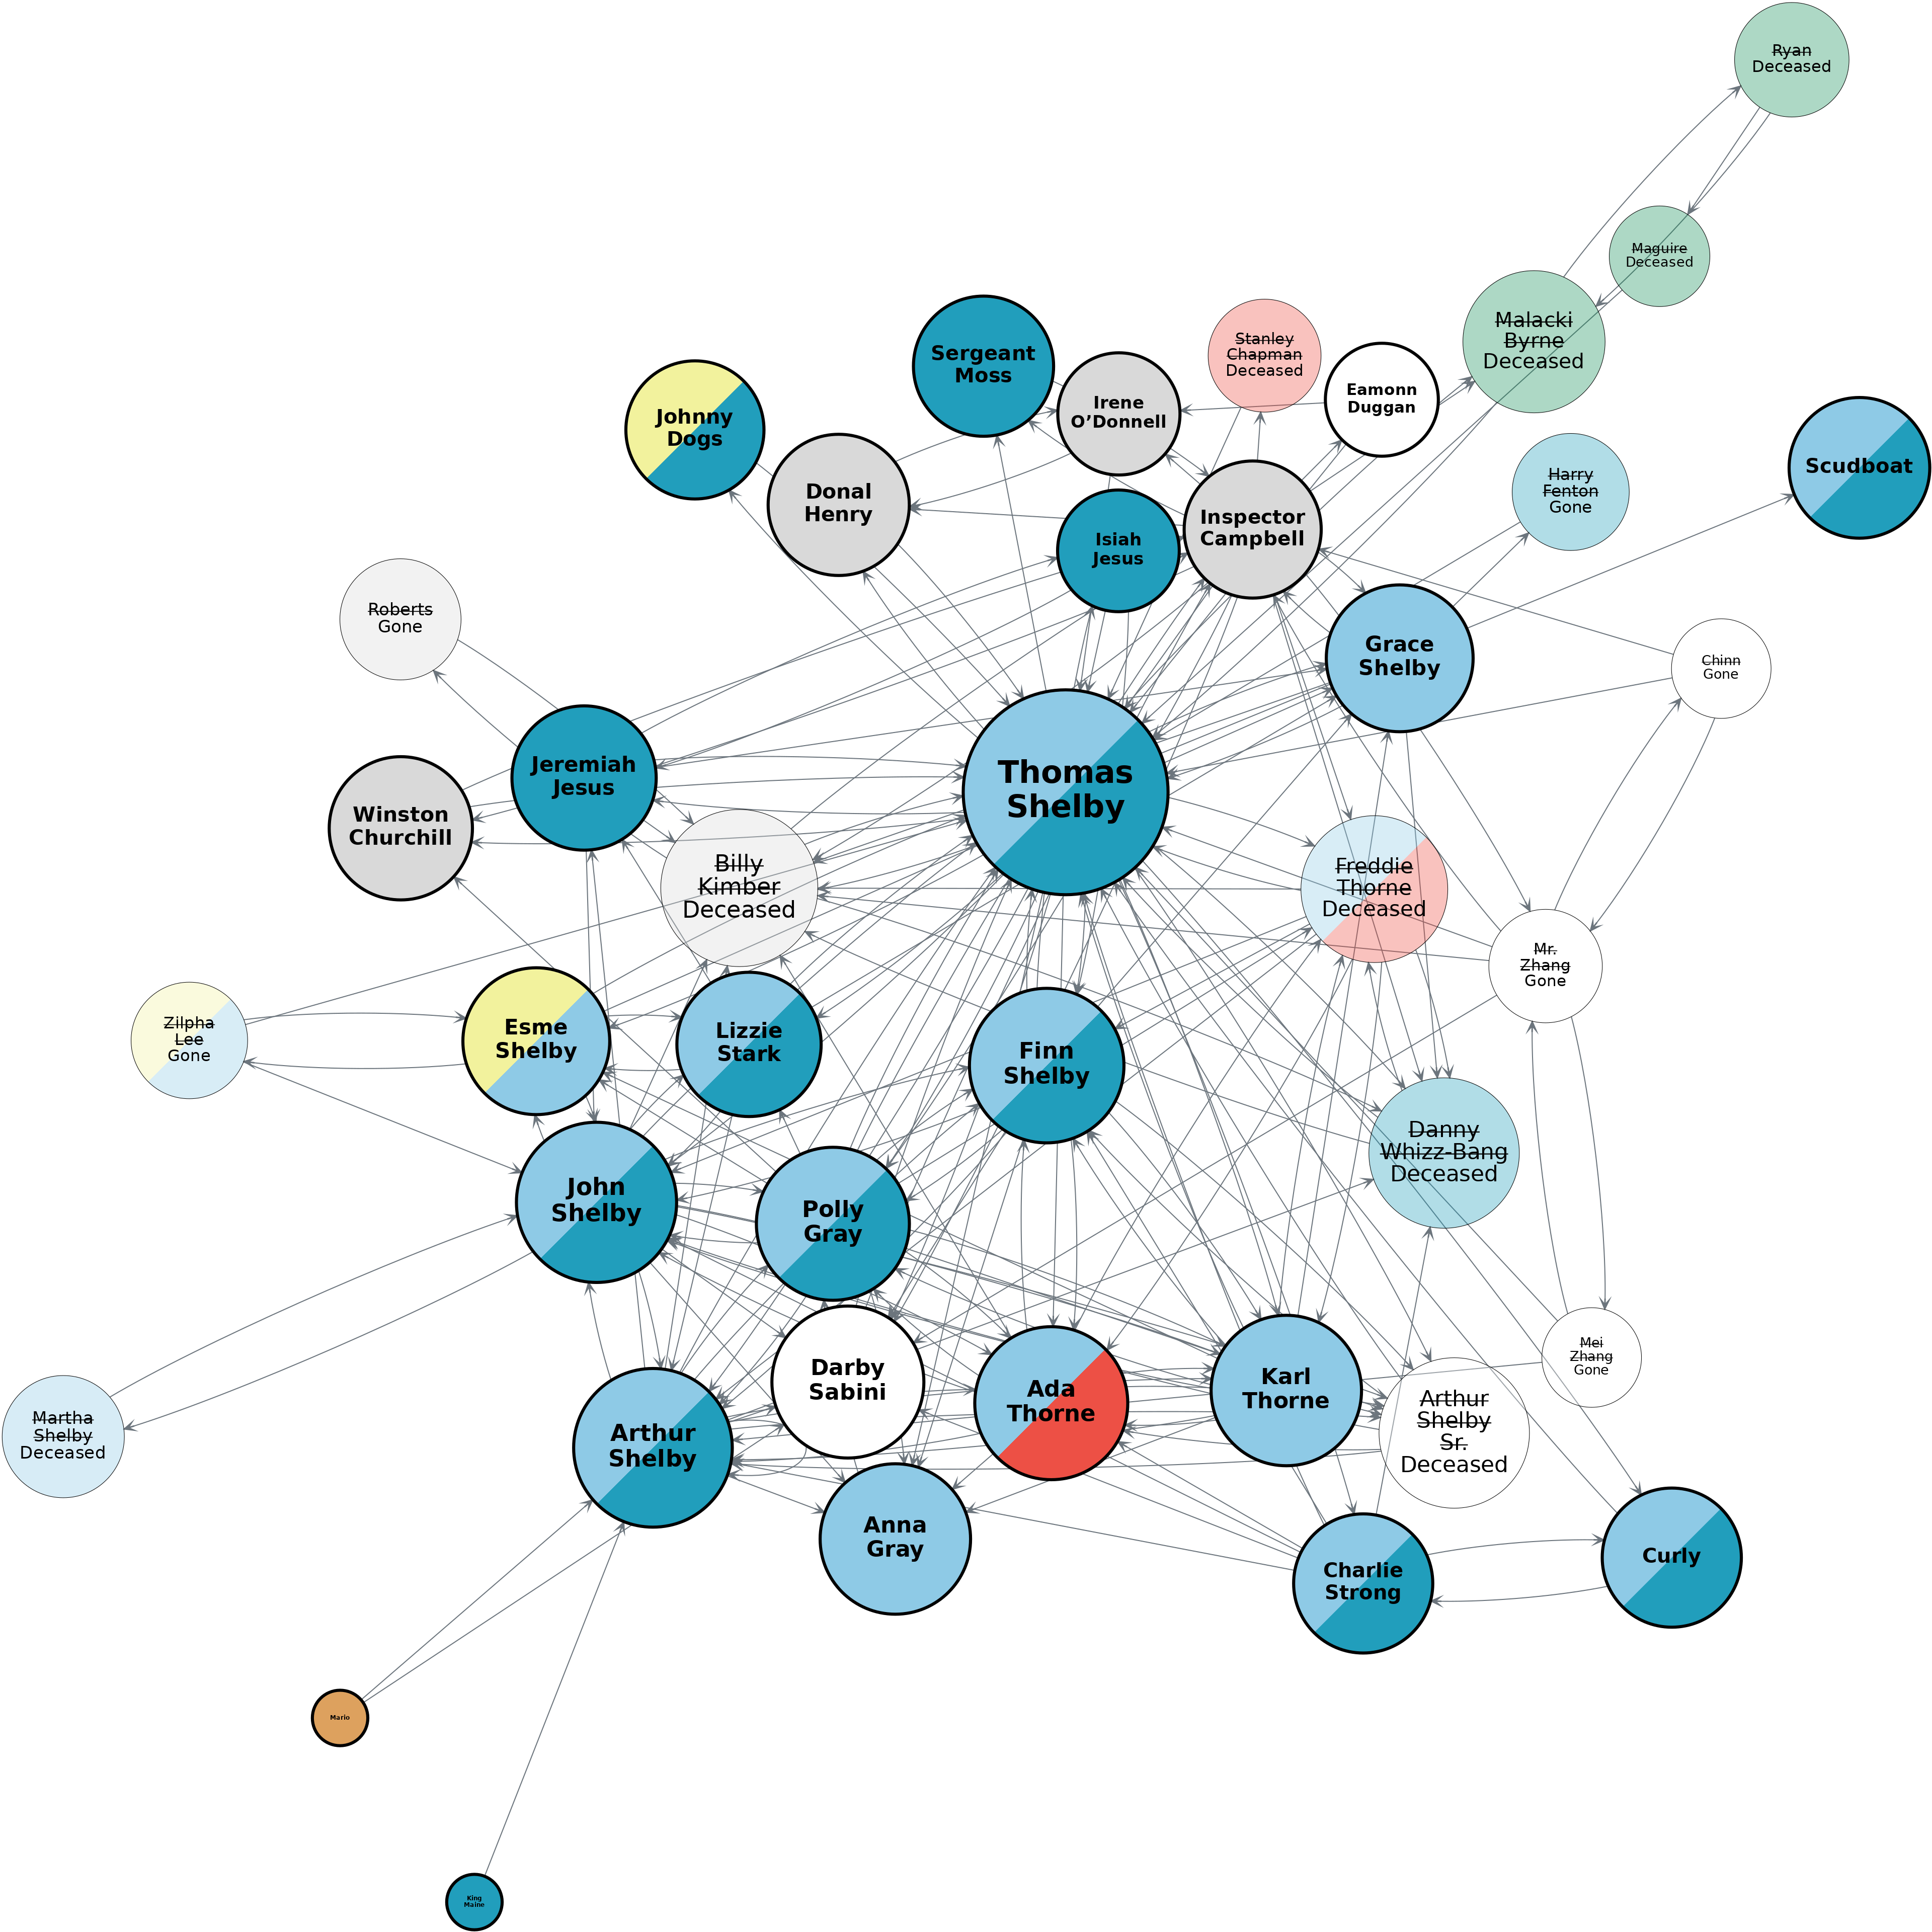 Ryan
Deceased
Maguire
Deceased
Malacki
Byrne
Deceased
Stanley
Chapman
Deceased
Sergeant
Moss
Irene
O’Donnell
Eamonn
Duggan
Johnny
Dogs
Scudboat
Harry
Fenton
Gone
Donal
Henry
Inspector
Campbell
Isiah
Jesus
Roberts
Gone
Grace
Shelby
Chinn
Gone
Jeremiah
Jesus
Thomas
Shelby
Winston
Churchill
Billy
Kimber
Deceased
Freddie
Thorne
Deceased
Mr.
Zhang
Gone
Zilpha
Lee
Gone
Esme
Shelby
Lizzie
Stark
Finn
Shelby
Danny
Whizz-Bang
Deceased
John
Shelby
Polly
Gray
Mei
Zhang
Gone
Darby
Sabini
Ada
Thorne
Karl
Thorne
Arthur
Shelby
Sr.
Deceased
Martha
Shelby
Deceased
Arthur
Shelby
Anna
Gray
Charlie
Strong
Curly
Mario
King
Maine